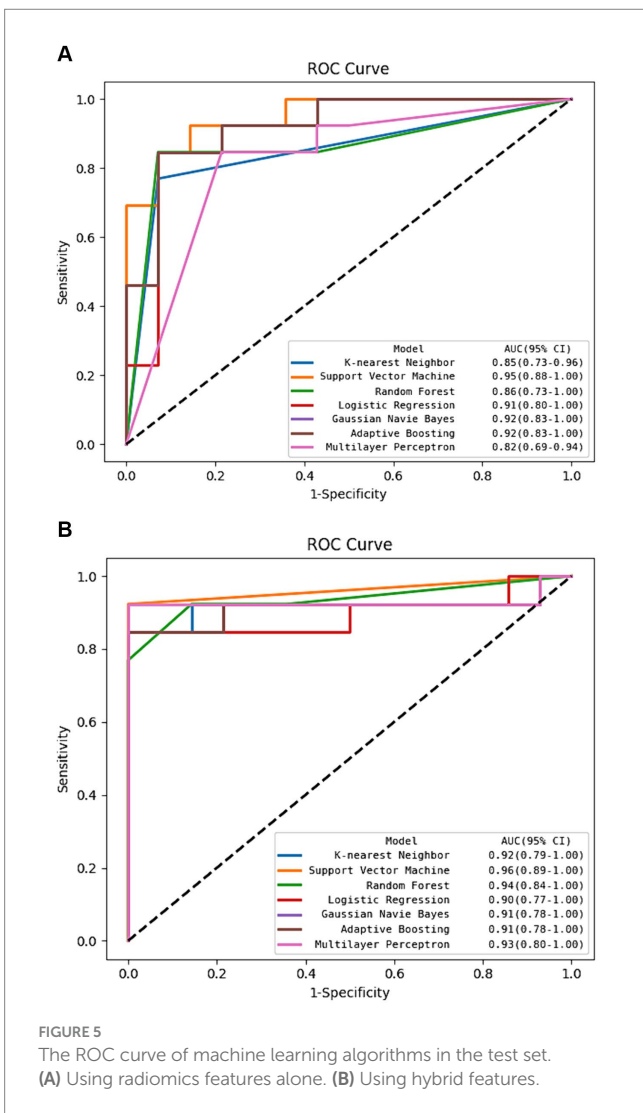 A
ROC Curve
1.0
0.8
0.6
0.4
0.2
0.0
Sensitivity
Model AUC(95% CI)
K-nearest Neighbor 0.85(0.73-0.96)
Support Vector Machine 0.95(0.88-1.00)
Random Forest 0.86(0.73-1.00)
Logistic Regression 0.91(0.80-1.00)
Gaussian Navie Bayes 0.92(0.83-1.00)
Adaptive Boosting 0.92(0.83-1.00)
Multilayer Perceptron 0.82(0.69-0.94)
0.0 0.2 0.4 0.6 0.8 1.0
1-Specificity
B
ROC Curve
1.0
0.8
0.6
0.4
0.2
0.0
Sensitivity
Model AUC(95% CI)
K-nearest Neighbor 0.92(0.79-1.00)
Support Vector Machine 0.96(0.89-1.00)
Random Forest 0.94(0.84-1.00)
Logistic Regression 0.90(0.77-1.00)
Gaussian Navie Bayes 0.91(0.78-1.00)
Adaptive Boosting 0.91(0.78-1.00)
Multilayer Perceptron 0.93(0.80-1.00)
0.0 0.2 0.4 0.6 0.8 1.0
1-Specificity
FIGURE 5
The ROC curve of machine learning algorithms in the test set.
(A) Using radiomics features alone. (B) Using hybrid features.